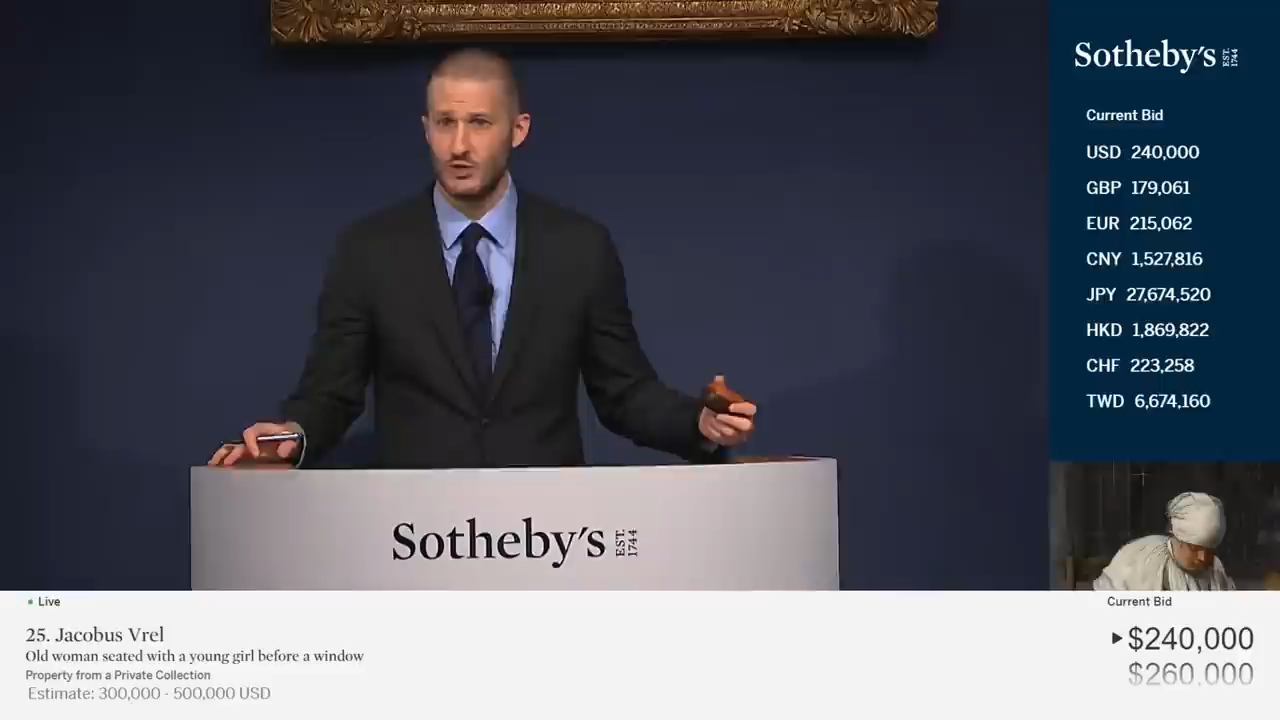 Sotheby's EST. 1744
Current Bid
USD 240,000
GBP 179,061
EUR 215,062
CNY 1,527,816
JPY 27,674,520
HKD 1,869,822
CHF 223,258
TWD 6,674,160
Sotheby's EST. 1744
Live
25. Jacobus Vrel
Old woman seated with a young girl before a window
Property from a Private Collection
Estimate: 300,000 - 500,000 USD
Current Bid
$240,000
$260,000